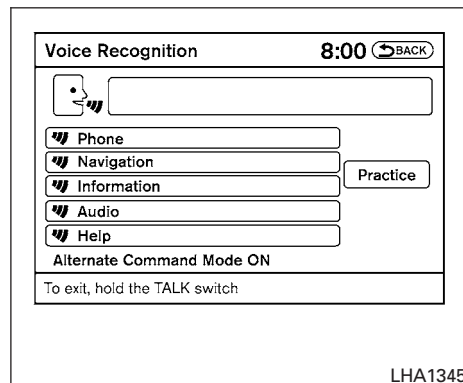 Voice Recognition 8:00 BACK
Phone
Navigation
Information
Audio
Help
Practice
Alternate Command Mode ON
To exit, hold the TALK switch
LHA1345